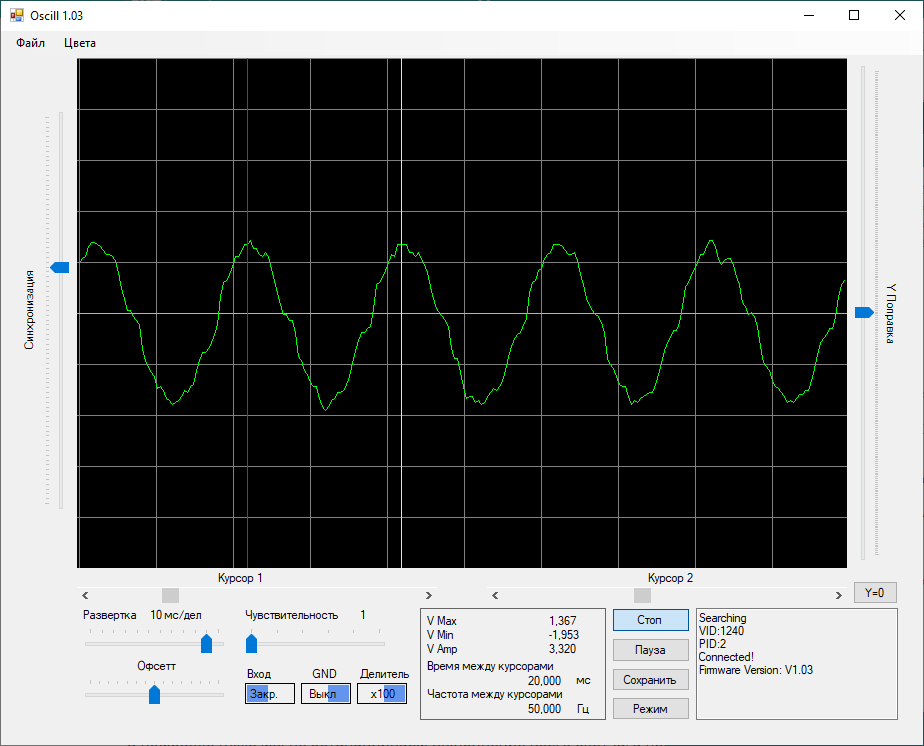 Oscill 1.03
Файл Цвета
Синхронизация
Y Поправка
Курсор 1 Курсор 2
Y=0
Развертка 10 мс/дел
Чувствительность 1
Офсетт
Вход GND Делитель
Закр. Выкл x100
V Max 1,367
V Min -1,953
V Amp 3,320
Время между курсорами
20,000 мс
Частота между курсорами
50,000 Гц
Стоп
Пауза
Сохранить
Режим
Searching
VID:1240
PID:2
Connected!
Firmware Version: V1.03